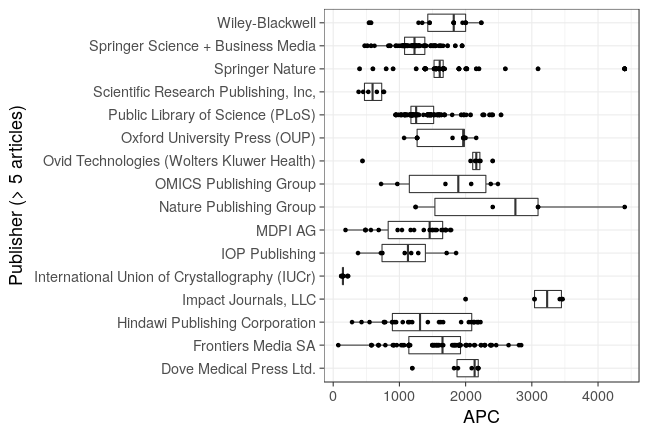 Publisher (> 5 articles)
Wiley-Blackwell
Springer Science + Business Media
Springer Nature
Scientific Research Publishing, Inc,
Public Library of Science (PLoS)
Oxford University Press (OUP)
Ovid Technologies (Wolters Kluwer Health)
OMICS Publishing Group
Nature Publishing Group
MDPI AG
IOP Publishing
International Union of Crystallography (IUCr)
Impact Journals, LLC
Hindawi Publishing Corporation
Frontiers Media SA
Dove Medical Press Ltd.
0 1000 2000 3000 4000
APC